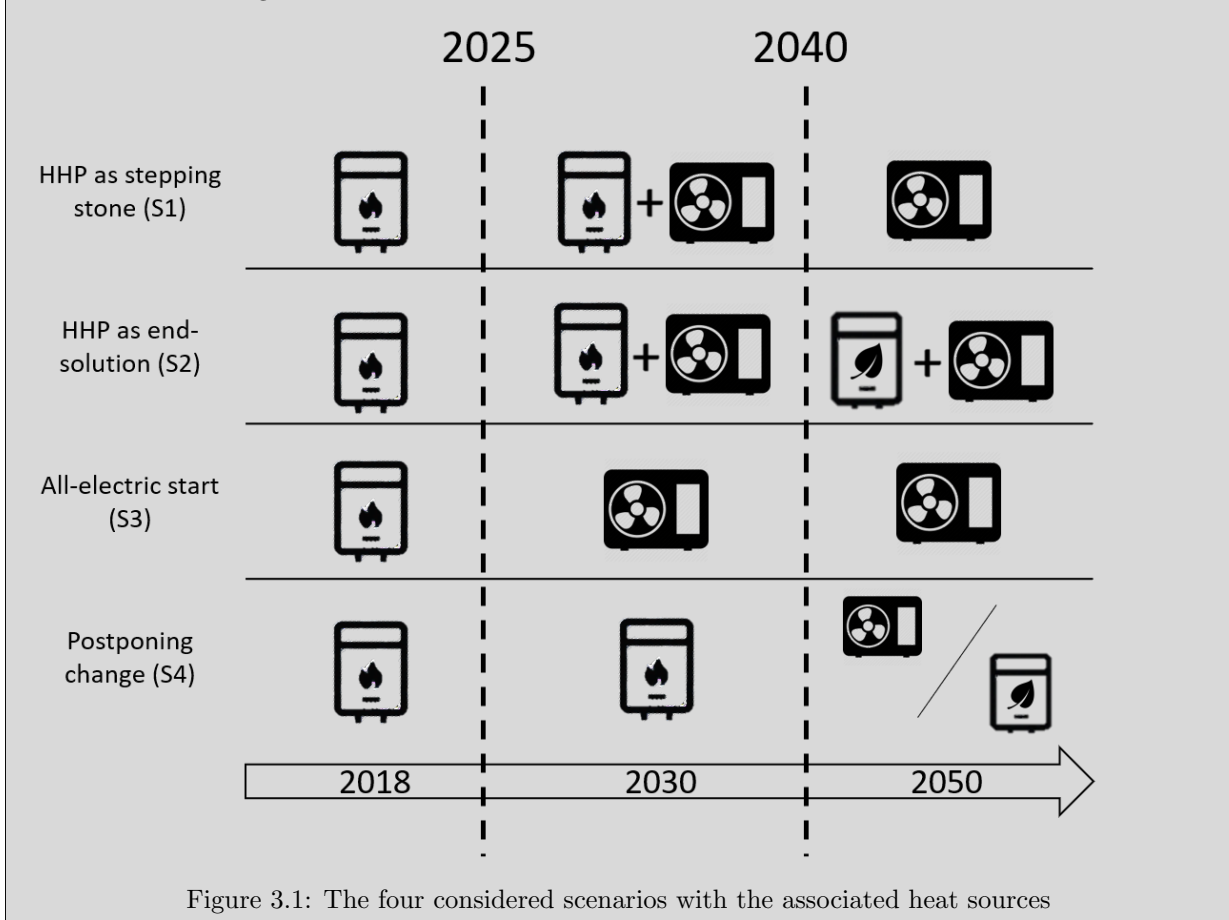 2025
2040
HHP as stepping
stone (S1)
HHP as end-
solution (S2)
All-electric start
(S3)
Postponing
change (S4)
2018
2030
2050
Figure 3.1: The four considered scenarios with the associated heat sources